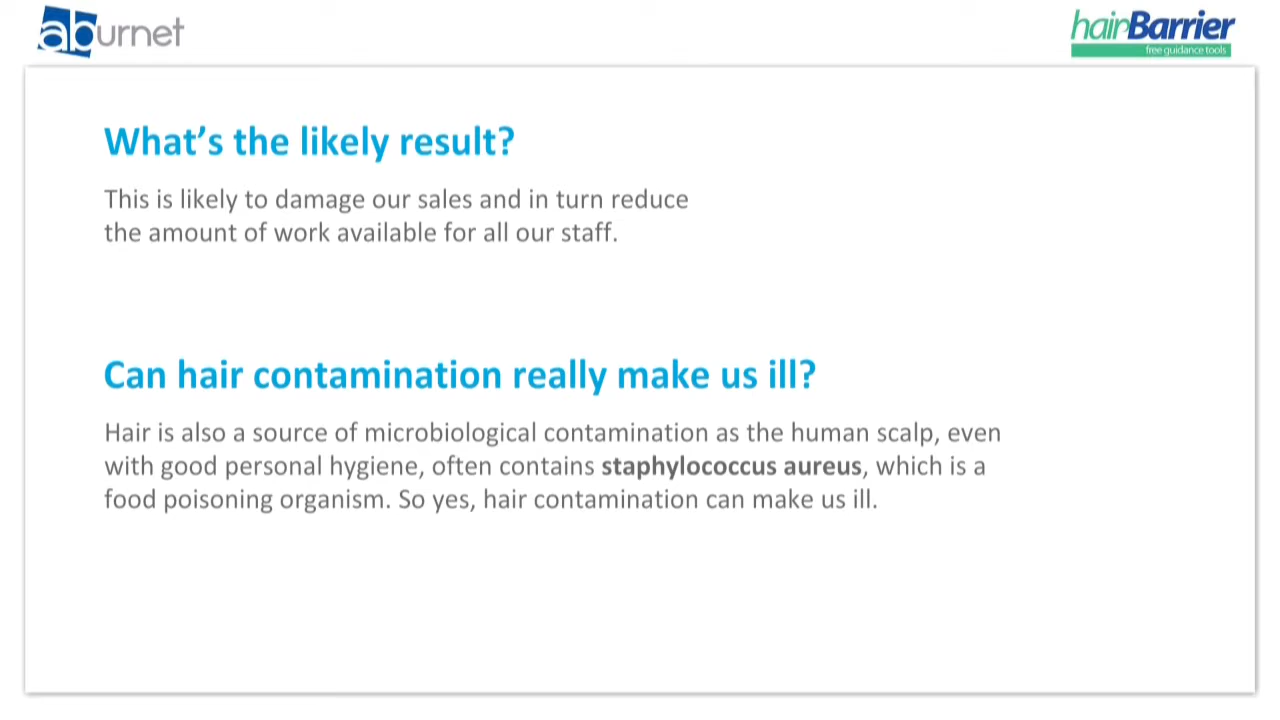 aburnet
hairBarrier
free guidance tools
What’s the likely result?
This is likely to damage our sales and in turn reduce
the amount of work available for all our staff.
Can hair contamination really make us ill?
Hair is also a source of microbiological contamination as the human scalp, even
with good personal hygiene, often contains staphylococcus aureus, which is a
food poisoning organism. So yes, hair contamination can make us ill.